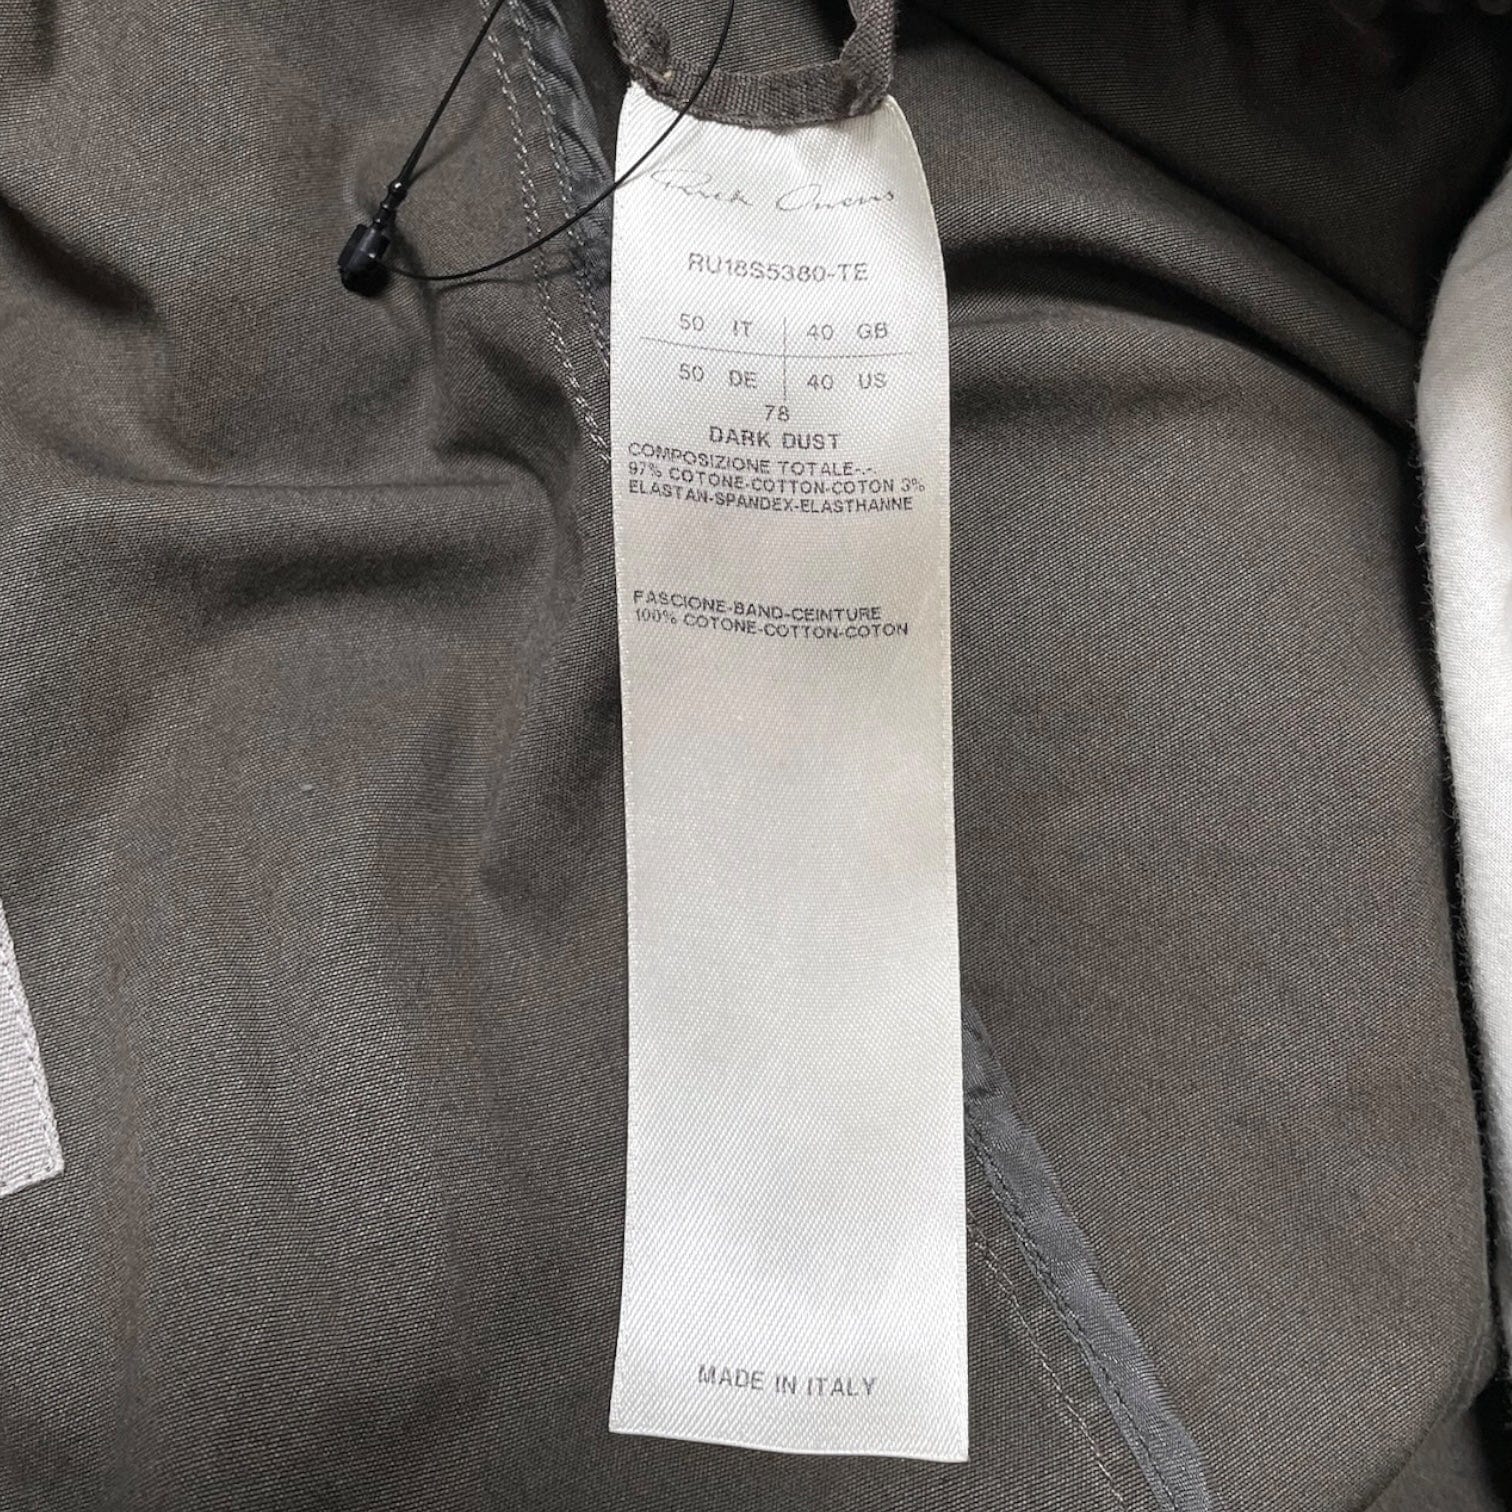 Rick Owens
RU18S5380-TE
50 IT 40 GB
50 DE 40 US
78
DARK DUST
COMPOSIZIONE TOTALE-.-.
97% COTONE-COTTON-COTON 3%
ELASTAN-SPANDEX-ELASTHANNE
FASCIONE-BAND-CEINTURE
100% COTONE-COTTON-COTON
MADE IN ITALY